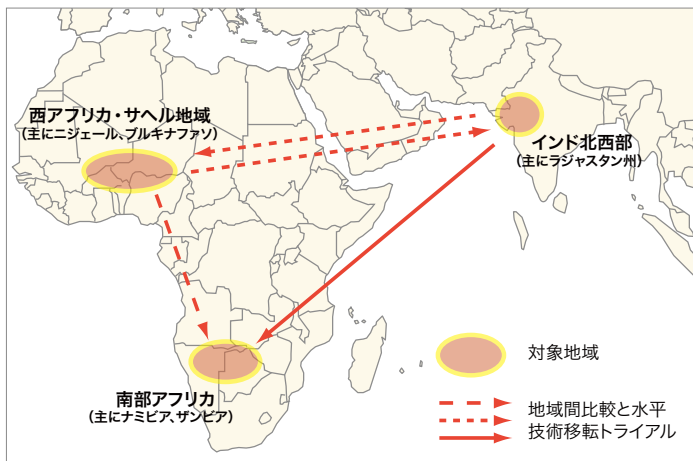 西アフリカ・サヘル地域
（主にニジェール、ブルキナファソ）
インド北西部
（主にラジャスタン州）
南部アフリカ
（主にナミビア、ザンビア）
対象地域
地域間比較と水平
技術移転トライアル